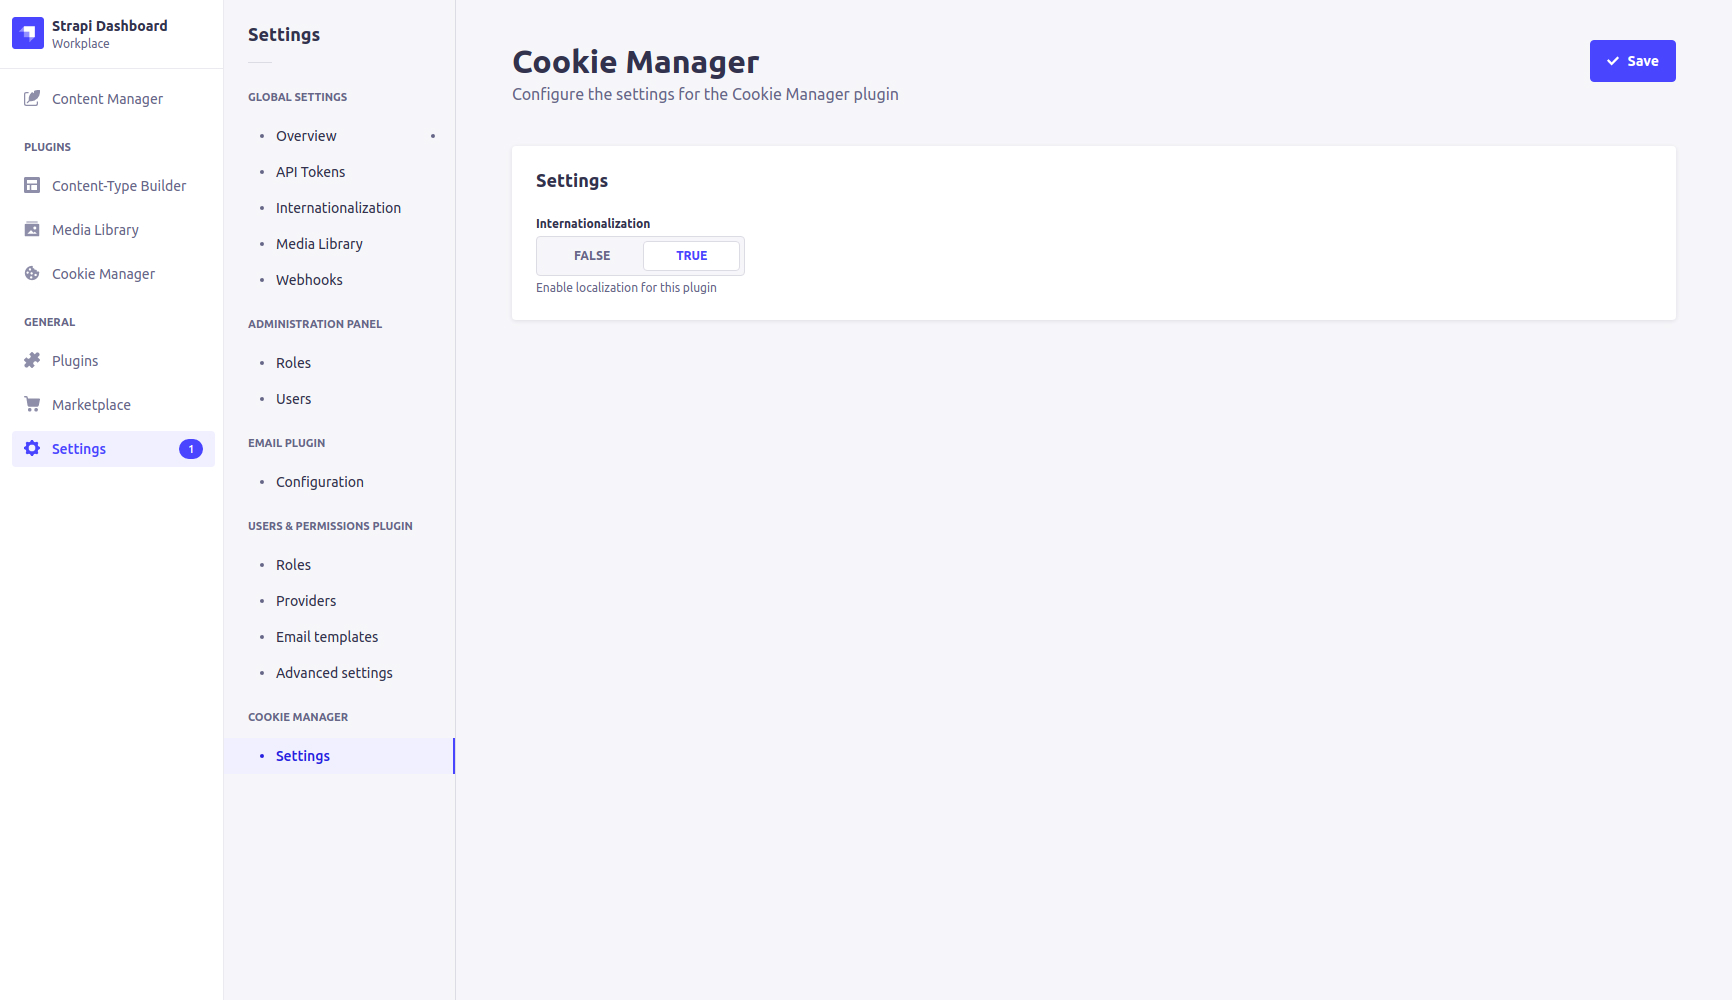 Strapi Dashboard
Workplace
Content Manager
PLUGINS
Content-Type Builder
Media Library
Cookie Manager
GENERAL
Plugins
Marketplace
Settings 1
Settings
GLOBAL SETTINGS
Overview
API Tokens
Internationalization
Media Library
Webhooks
ADMINISTRATION PANEL
Roles
Users
EMAIL PLUGIN
Configuration
USERS & PERMISSIONS PLUGIN
Roles
Providers
Email templates
Advanced settings
COOKIE MANAGER
Settings
Cookie Manager
Configure the settings for the Cookie Manager plugin
Save
Settings
Internationalization
FALSE TRUE
Enable localization for this plugin